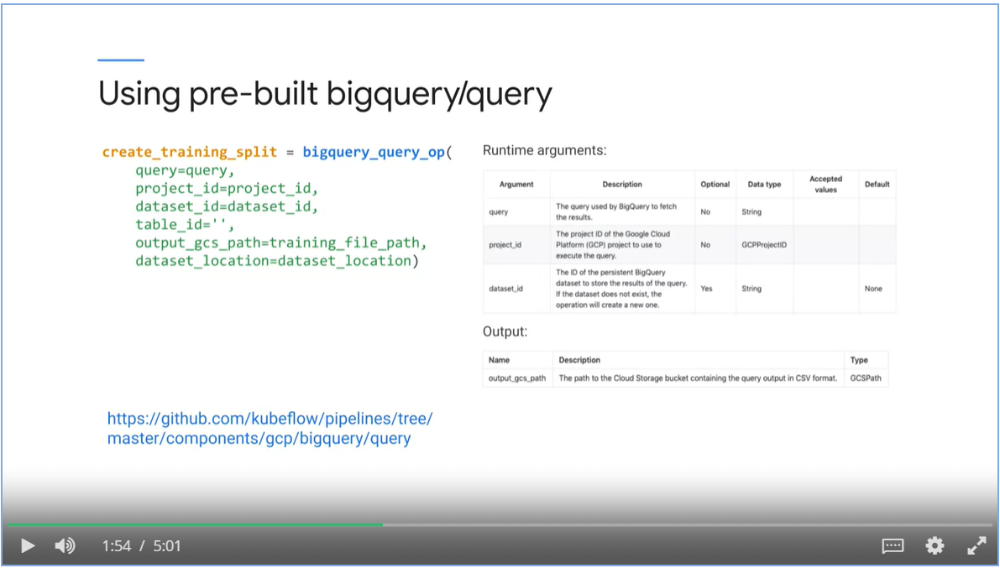 Using pre-built bigquery/query
create_training_split = bigquery_query_op(
query=query,
project_id=project_id,
dataset_id=dataset_id,
table_id='',
output_gcs_path=training_file_path,
dataset_location=dataset_location)
https://github.com/kubeflow/pipelines/tree/
master/components/gcp/bigquery/query
Runtime arguments:
Argument Description Optional Data type Accepted values Default
query The query used by BigQuery to fetch the results. No String
project_id The project ID of the Google Cloud Platform (GCP) project to use to execute the query. No GCPProjectID
dataset_id The ID of the persistent BigQuery dataset to store the results of the query. If the dataset does not exist, the operation will create a new one. Yes String None
Output:
Name Description Type
output_gcs_path The path to the Cloud Storage bucket containing the query output in CSV format. GCSPath
1:54 / 5:01